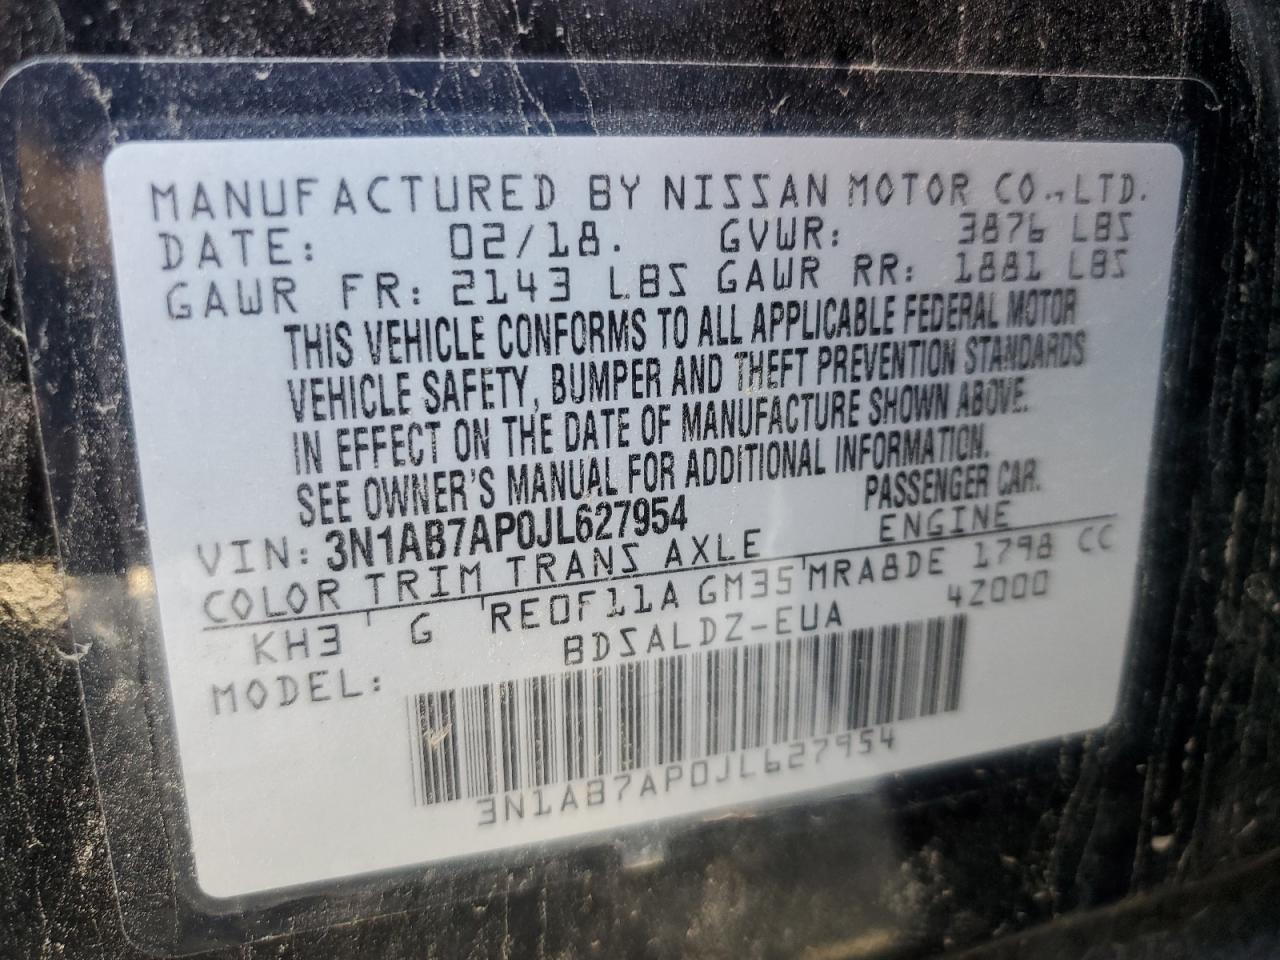 MANUFACTURED BY NISSAN MOTOR CO.,LTD.
DATE: 02/18. GVWR: 3876 LBS
GAWR FR: 2143 LBS GAWR RR: 1881 LBS
THIS VEHICLE CONFORMS TO ALL APPLICABLE FEDERAL MOTOR
VEHICLE SAFETY, BUMPER AND THEFT PREVENTION STANDARDS
IN EFFECT ON THE DATE OF MANUFACTURE SHOWN ABOVE.
SEE OWNER'S MANUAL FOR ADDITIONAL INFORMATION.
VIN: 3N1AB7AP0JL627954 PASSENGER CAR.
COLOR TRIM TRANS AXLE ENGINE
KH3 G RE0F11A GM35 MRA8DE 1798 CC
MODEL: BDSALDZ-EUA 42000
3N1AB7AP0JL627954